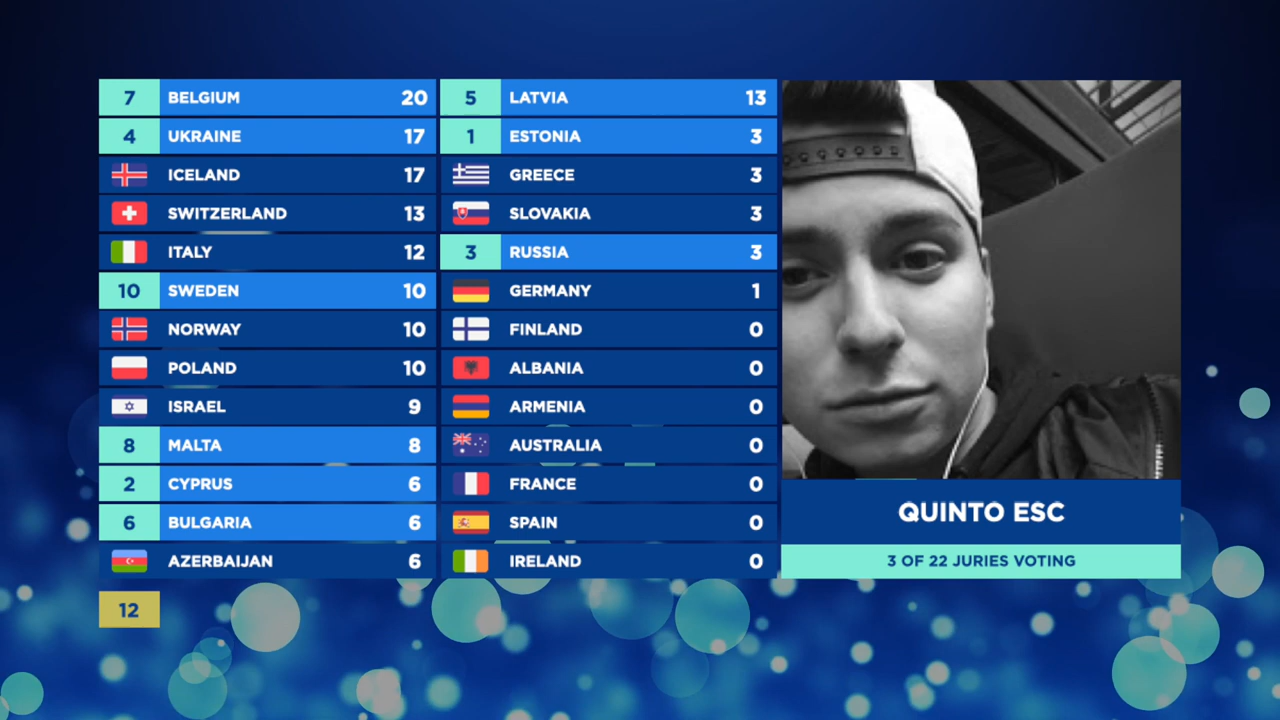 7 BELGIUM 20
4 UKRAINE 17
ICELAND 17
SWITZERLAND 13
ITALY 12
10 SWEDEN 10
NORWAY 10
POLAND 10
ISRAEL 9
8 MALTA 8
2 CYPRUS 6
6 BULGARIA 6
AZERBAIJAN 6
12
5 LATVIA 13
1 ESTONIA 3
GREECE 3
SLOVAKIA 3
3 RUSSIA 3
GERMANY 1
FINLAND 0
ALBANIA 0
ARMENIA 0
AUSTRALIA 0
FRANCE 0
SPAIN 0
IRELAND 0
QUINTO ESC
3 OF 22 JURIES VOTING